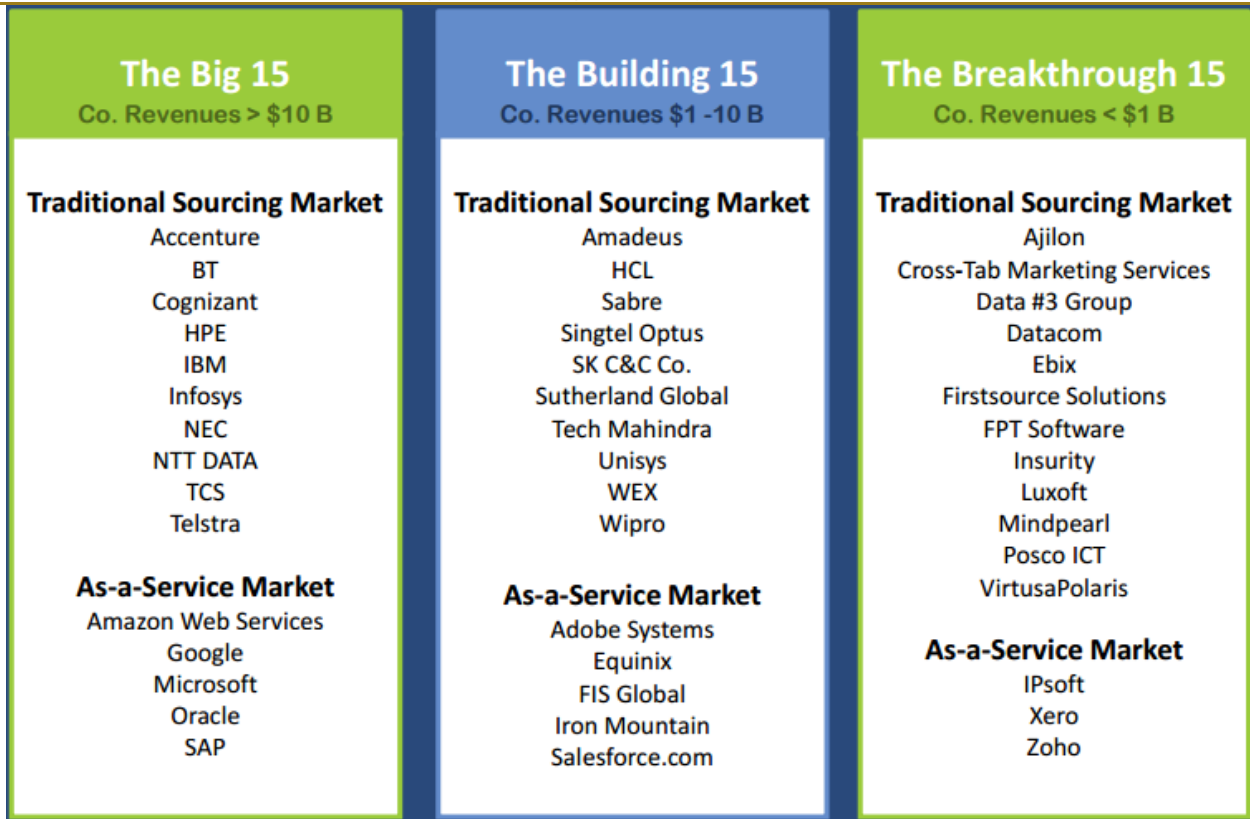 The Big 15
Co. Revenues > $10 B
Traditional Sourcing Market
Accenture
BT
Cognizant
HPE
IBM
Infosys
NEC
NTT DATA
TCS
Telstra
As-a-Service Market
Amazon Web Services
Google
Microsoft
Oracle
SAP
The Building 15
Co. Revenues $1 -10 B
Traditional Sourcing Market
Amadeus
HCL
Sabre
Singtel Optus
SK C&C Co.
Sutherland Global
Tech Mahindra
Unisys
WEX
Wipro
As-a-Service Market
Adobe Systems
Equinix
FIS Global
Iron Mountain
Salesforce.com
The Breakthrough 15
Co. Revenues < $1 B
Traditional Sourcing Market
Ajilon
Cross-Tab Marketing Services
Data #3 Group
Datacom
Ebix
Firstsource Solutions
FPT Software
Insurity
Luxoft
Mindpearl
Posco ICT
VirtusaPolaris
As-a-Service Market
IPsoft
Xero
Zoho